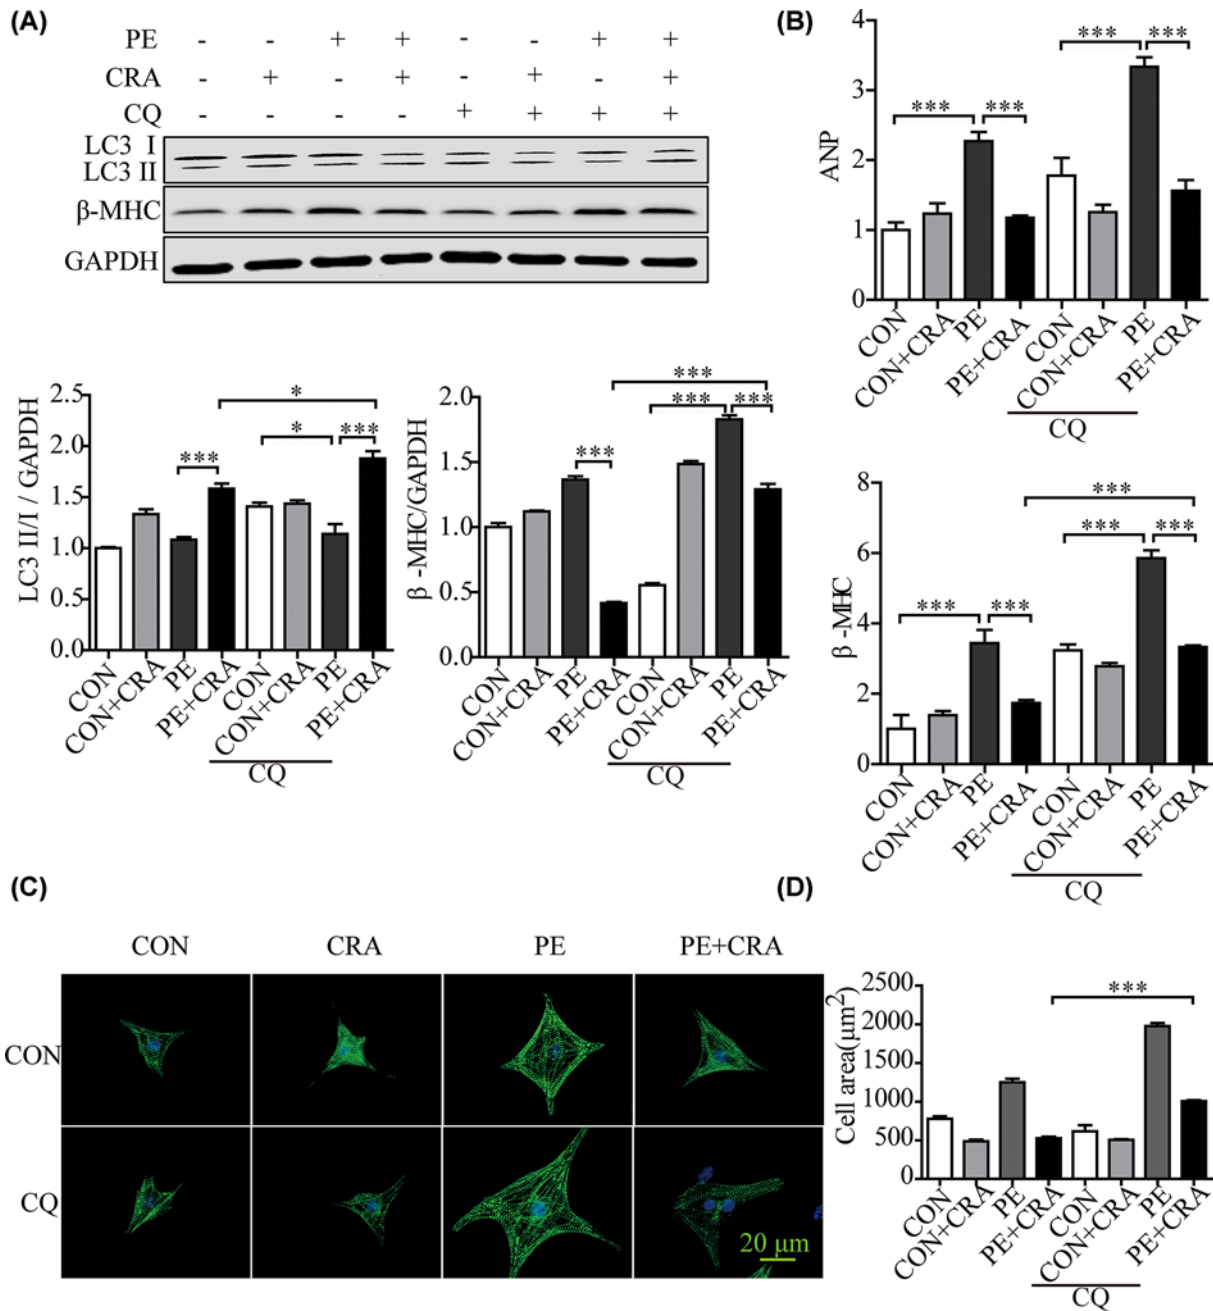 (A)
PE - - + + - - + +
CRA - + - + - + - +
CQ - - - - + + + +
LC3 I
LC3 II
β-MHC
GAPDH
LC3 II/I / GAPDH
2.5
2.0
1.5
1.0
0.5
0.0
*
*
***
***
CON
CON+CRA
PE
PE+CRA
CON
CON+CRA
PE
PE+CRA
CQ
β -MHC/GAPDH
2.0
1.5
1.0
0.5
0.0
***
***
***
***
CON
CON+CRA
PE
PE+CRA
CON
CON+CRA
PE
PE+CRA
CQ
(B)
ANP
4
3
2
1
0
***
***
***
***
CON
CON+CRA
PE
PE+CRA
CON
CON+CRA
PE
PE+CRA
CQ
β -MHC
8
6
4
2
0
***
***
***
***
***
CON
CON+CRA
PE
PE+CRA
CON
CON+CRA
PE
PE+CRA
CQ
(C)
CON CRA PE PE+CRA
CON
CQ
20 μm
(D)
Cell area(μm²)
2500
2000
1500
1000
500
0
***
CON
CON+CRA
PE
PE+CRA
CON
CON+CRA
PE
PE+CRA
CQ